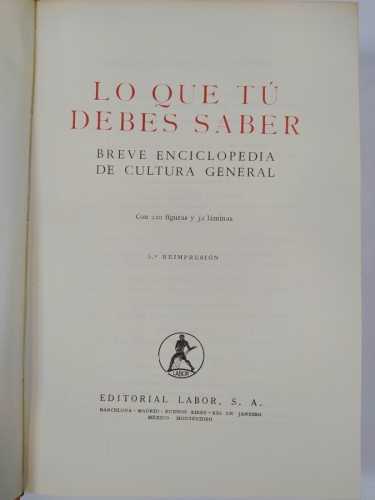 LO QUE TÚ
DEBES SABER
BREVE ENCICLOPEDIA
DE CULTURA GENERAL
Con 220 figuras y 32 láminas
5.ª REIMPRESIÓN
LABOR
EDITORIAL LABOR, S. A.
BARCELONA - MADRID - BUENOS AIRES - RIO DE JANEIRO
MÉXICO MONTEVIDEO